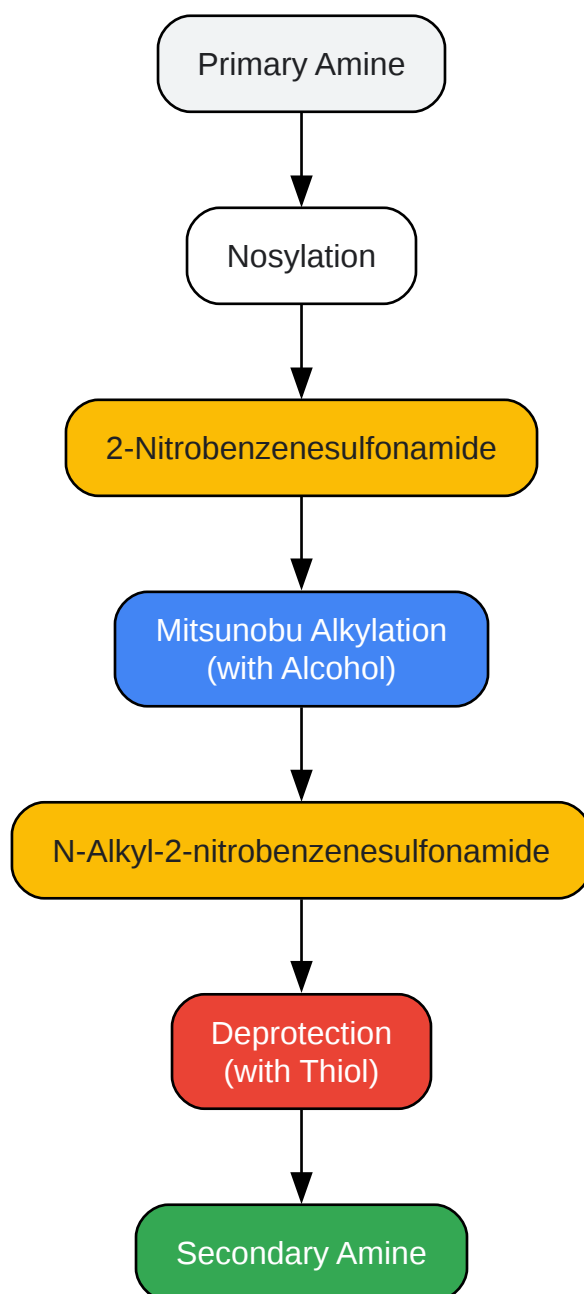 Primary Amine
Nosylation
2-Nitrobenzenesulfonamide
Mitsunobu Alkylation
(with Alcohol)
N-Alkyl-2-nitrobenzenesulfonamide
Deprotection
(with Thiol)
Secondary Amine